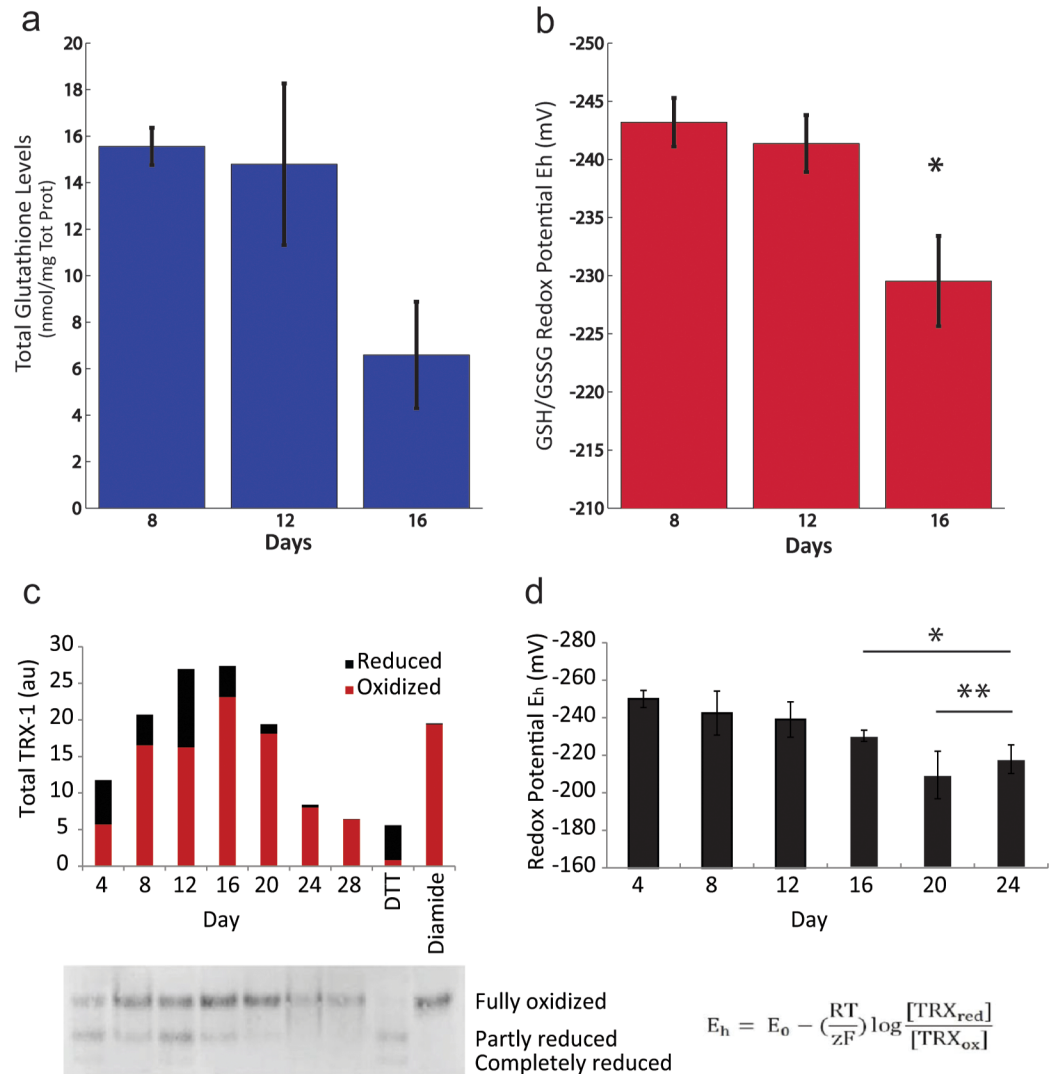 a
Total Glutathione Levels
(nmol/mg Tot Prot)
20
18
16
14
12
10
8
6
4
2
0
8
12
16
Days
b
GSH/GSSG Redox Potential Eh (mV)
-250
-245
-240
-235
-230
-225
-220
-215
-210
*
8
12
16
Days
c
Total TRX-1 (au)
30
25
20
15
10
5
0
Reduced
Oxidized
4
8
12
16
20
24
28
DTT
Diamide
Day
Fully oxidized
Partly reduced
Completely reduced
d
Redox Potential Eₕ (mV)
-280
-260
-240
-220
-200
-180
-160
*
**
4
8
12
16
20
24
Day
Eₕ = E₀ − (RT/zF) log [TRX_red]/[TRX_ox]